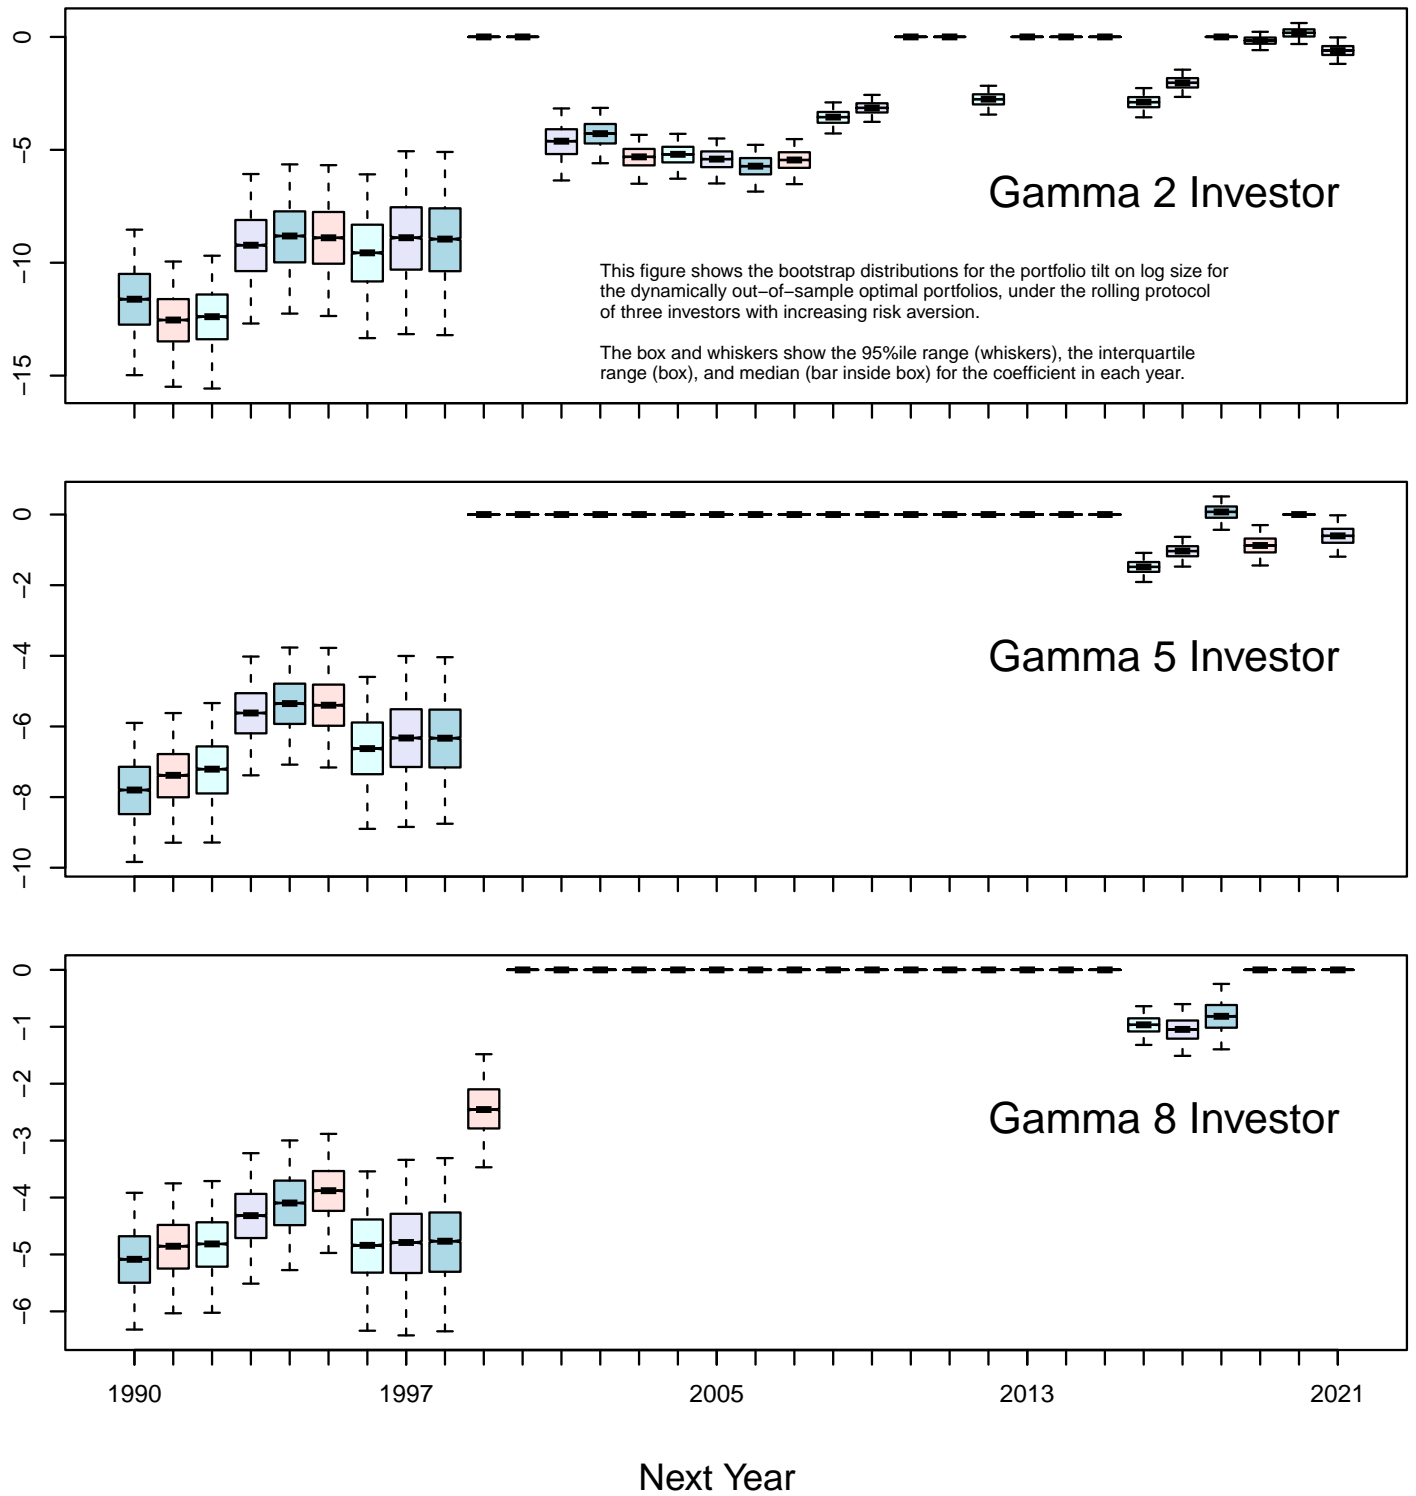 0
−5
−10
−15
Gamma 2 Investor
This figure shows the bootstrap distributions for the portfolio tilt on log size for
the dynamically out−of−sample optimal portfolios, under the rolling protocol
of three investors with increasing risk aversion.
The box and whiskers show the 95%ile range (whiskers), the interquartile
range (box), and median (bar inside box) for the coefficient in each year.
0
−2
−4
−6
−8
−10
Gamma 5 Investor
0
−1
−2
−3
−4
−5
−6
Gamma 8 Investor
1990 1997 2005 2013 2021
Next Year